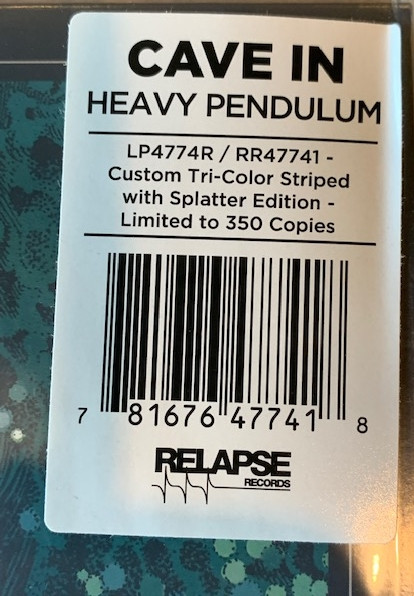 CAVE IN
HEAVY PENDULUM
LP4774R / RR47741 -
Custom Tri-Color Striped
with Splatter Edition -
Limited to 350 Copies
7 81676 47741 8
RELAPSE
RECORDS